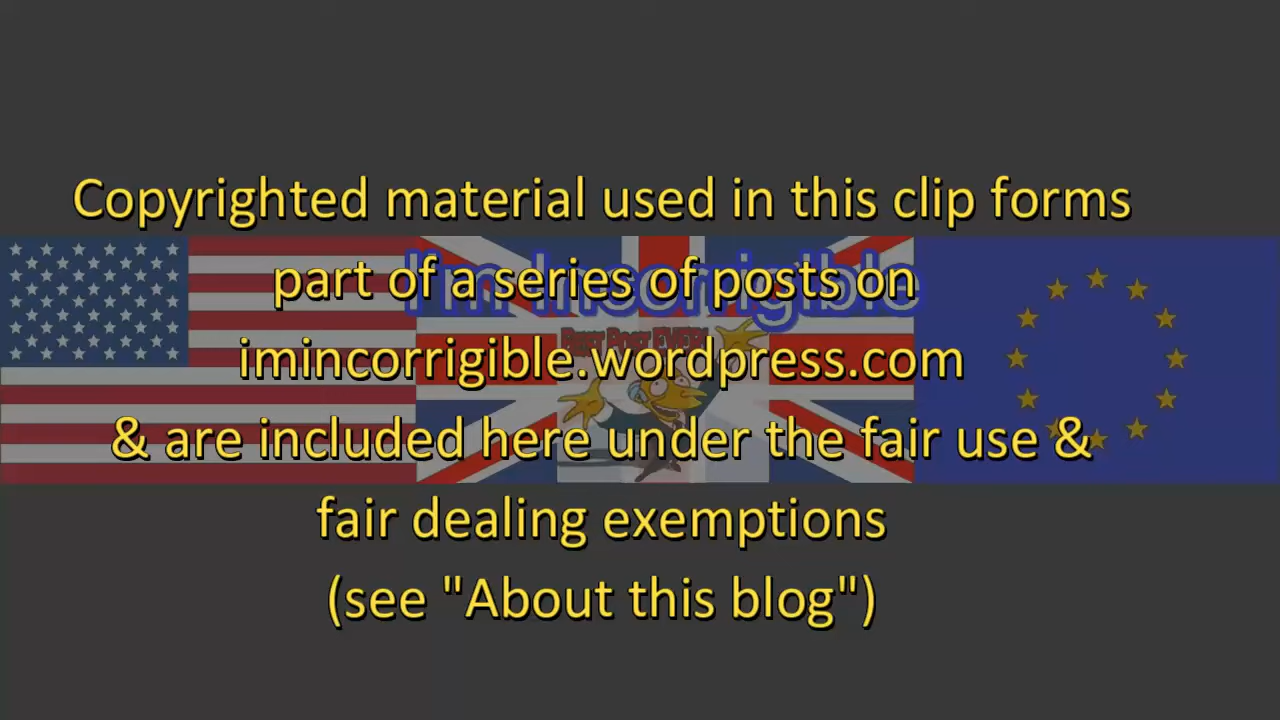 Copyrighted material used in this clip forms
part of a series of posts on
I'm Incorrigible
imincorrigible.wordpress.com
& are included here under the fair use &
fair dealing exemptions
(see "About this blog")